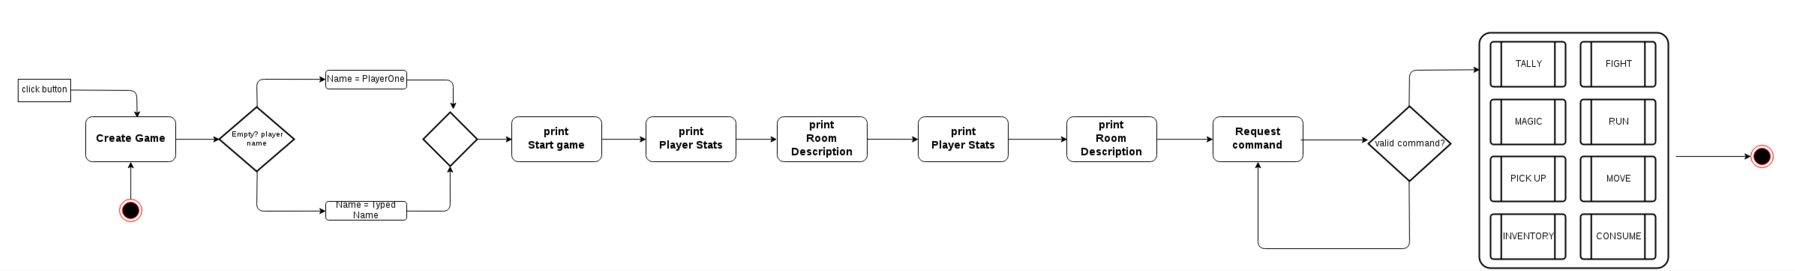 click button
Create Game
Empty? player
name
Name = PlayerOne
Name = Typed
Name
print
Start game
print
Player Stats
print
Room
Description
print
Player Stats
print
Room
Description
Request
command
valid command?
TALLY
FIGHT
MAGIC
RUN
PICK UP
MOVE
INVENTORY
CONSUME